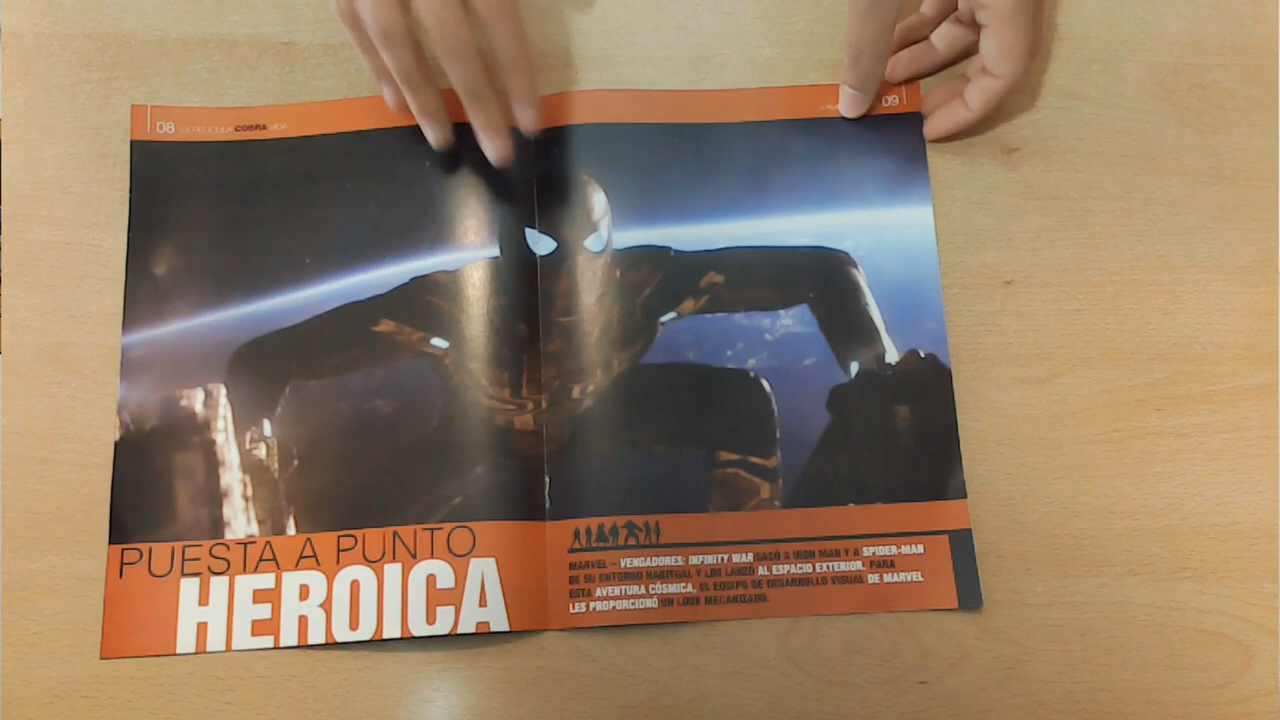 08 LA PELÍCULA COBRA VIDA
09
PUESTA A PUNTO
HEROICA
MARVEL – VENGADORES: INFINITY WAR SACÓ A IRON MAN Y A SPIDER-MAN
DE SU ENTORNO HABITUAL Y LOS LANZÓ AL ESPACIO EXTERIOR. PARA
ESTA AVENTURA CÓSMICA, EL EQUIPO DE DESARROLLO VISUAL DE MARVEL
LES PROPORCIONÓ UN LOOK MECANIZADO.